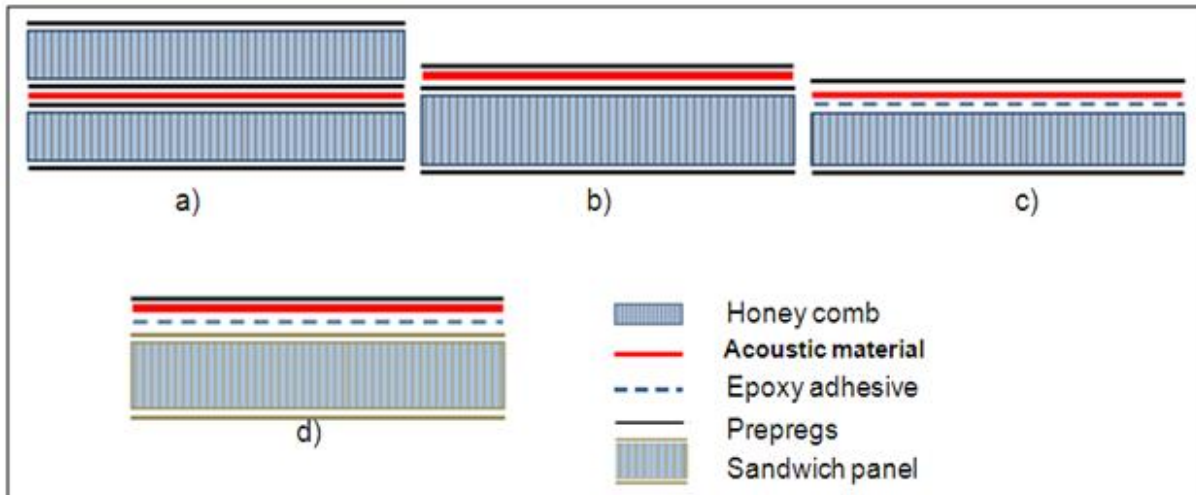 a)
b)
c)
d)
Honey comb
Acoustic material
Epoxy adhesive
Prepregs
Sandwich panel